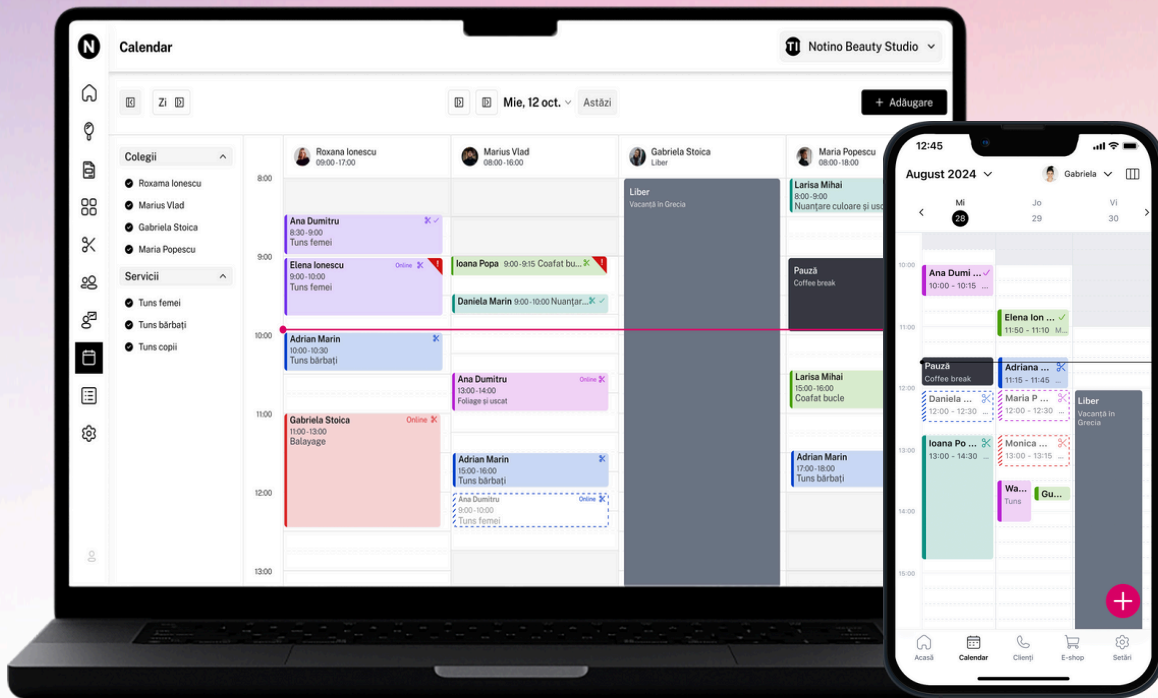 N
Calendar
TI Notino Beauty Studio
Zi
Mie, 12 oct.
Astăzi
+ Adăugare
Colegii
Roxama Ionescu
Marius Vlad
Gabriela Stoica
Maria Popescu
Servicii
Tuns femei
Tuns bărbați
Tuns copii
Roxana Ionescu
09:00-17:00
Marius Vlad
08:00-16:00
Gabriela Stoica
Liber
Maria Popescu
08:00-18:00
8:00
9:00
10:00
11:00
12:00
13:00
Ana Dumitru
8:30-9:00
Tuns femei
Elena Ionescu
Online
9:00-10:00
Tuns femei
Adrian Marin
10:00-10:30
Tuns bărbați
Gabriela Stoica
Online
11:00-13:00
Balayage
Ioana Popa 9:00-9:15 Coafat bu...
Daniela Marin 9:00-10:00 Nuanțar...
Ana Dumitru
Online
13:00-14:00
Foliage și uscat
Adrian Marin
15:00-16:00
Tuns bărbați
Ana Dumitru
Online
9:00-10:00
Tuns femei
Liber
Vacanță în Grecia
Larisa Mihai
8:00-9:00
Nuanțare culoare și usc
Pauză
Coffee break
Larisa Mihai
15:00-16:00
Coafat bucle
Adrian Marin
17:00-18:00
Tuns bărbați
12:45
August 2024
Gabriela
Mi
28
Jo
29
Vi
30
10:00
11:00
12:00
13:00
14:00
15:00
Ana Dumi ...
10:00 - 10:15 ...
Pauză
Coffee break
Daniela ...
12:00 - 12:30 ...
Ioana Po ...
13:00 - 14:30 ...
Elena Ion ...
11:50 - 11:10 M...
Adriana ...
11:15 - 11:45 ...
Maria P ...
12:00 - 12:30 ...
Monica ...
13:00 - 13:15 ...
Wa...
Tuns
Gu...
Liber
Vacanță în
Grecia
Acasă
Calendar
Clienți
E-shop
Setări